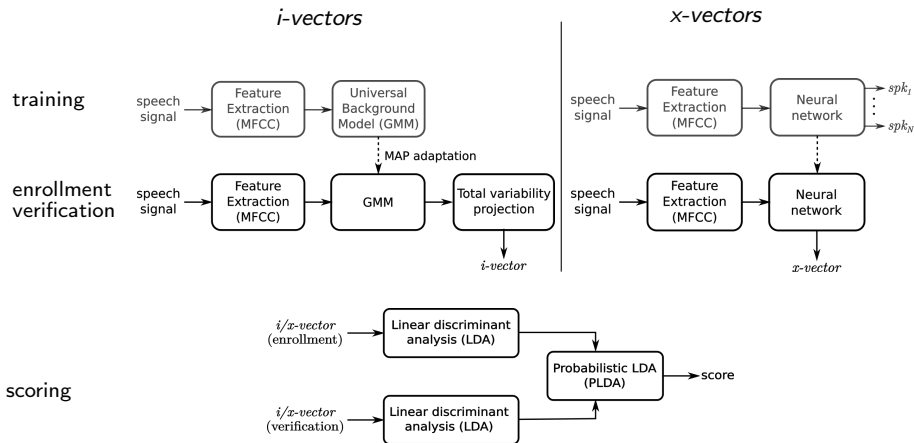 i-vectors
x-vectors
training
speech
signal
Feature
Extraction
(MFCC)
Universal
Background
Model (GMM)
MAP adaptation
speech
signal
Feature
Extraction
(MFCC)
Neural
network
spk₁
spk_N
enrollment
verification
speech
signal
Feature
Extraction
(MFCC)
GMM
Total variability
projection
i-vector
speech
signal
Feature
Extraction
(MFCC)
Neural
network
x-vector
scoring
i/x-vector
(enrollment)
Linear discriminant
analysis (LDA)
i/x-vector
(verification)
Linear discriminant
analysis (LDA)
Probabilistic LDA
(PLDA)
score